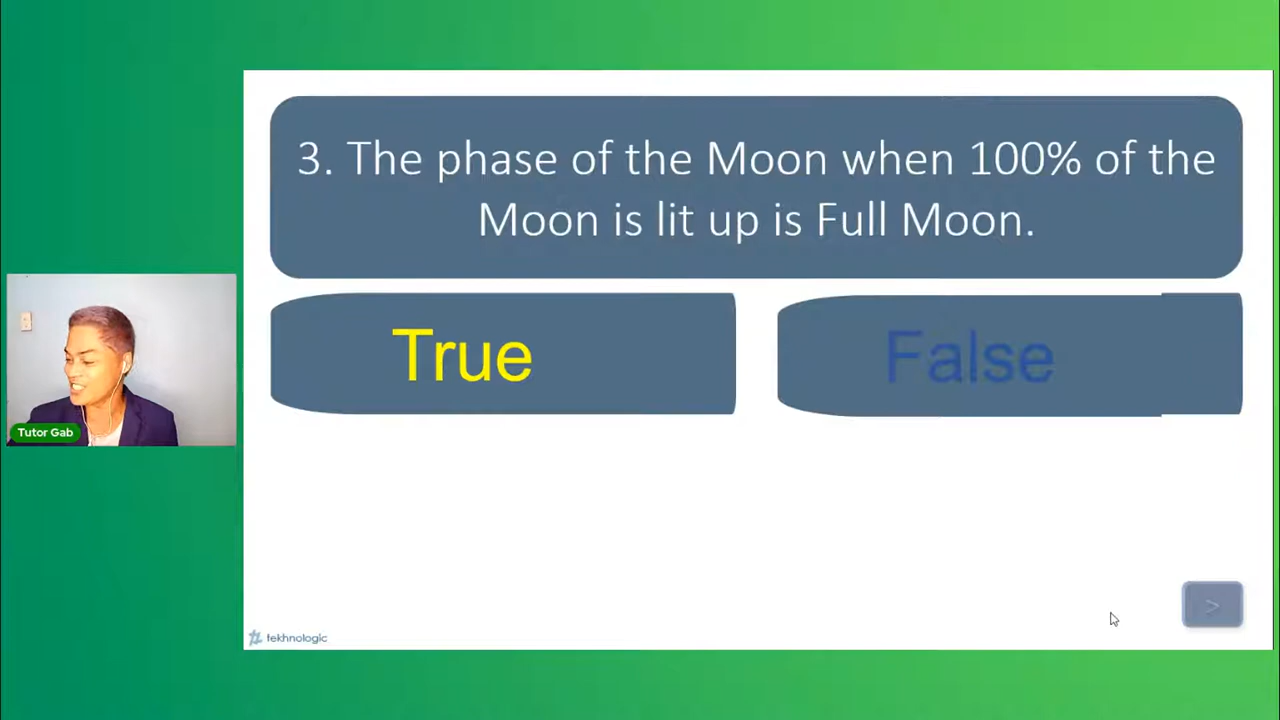 3. The phase of the Moon when 100% of the
Moon is lit up is Full Moon.
True
False
Tutor Gab
>
tekhnologic